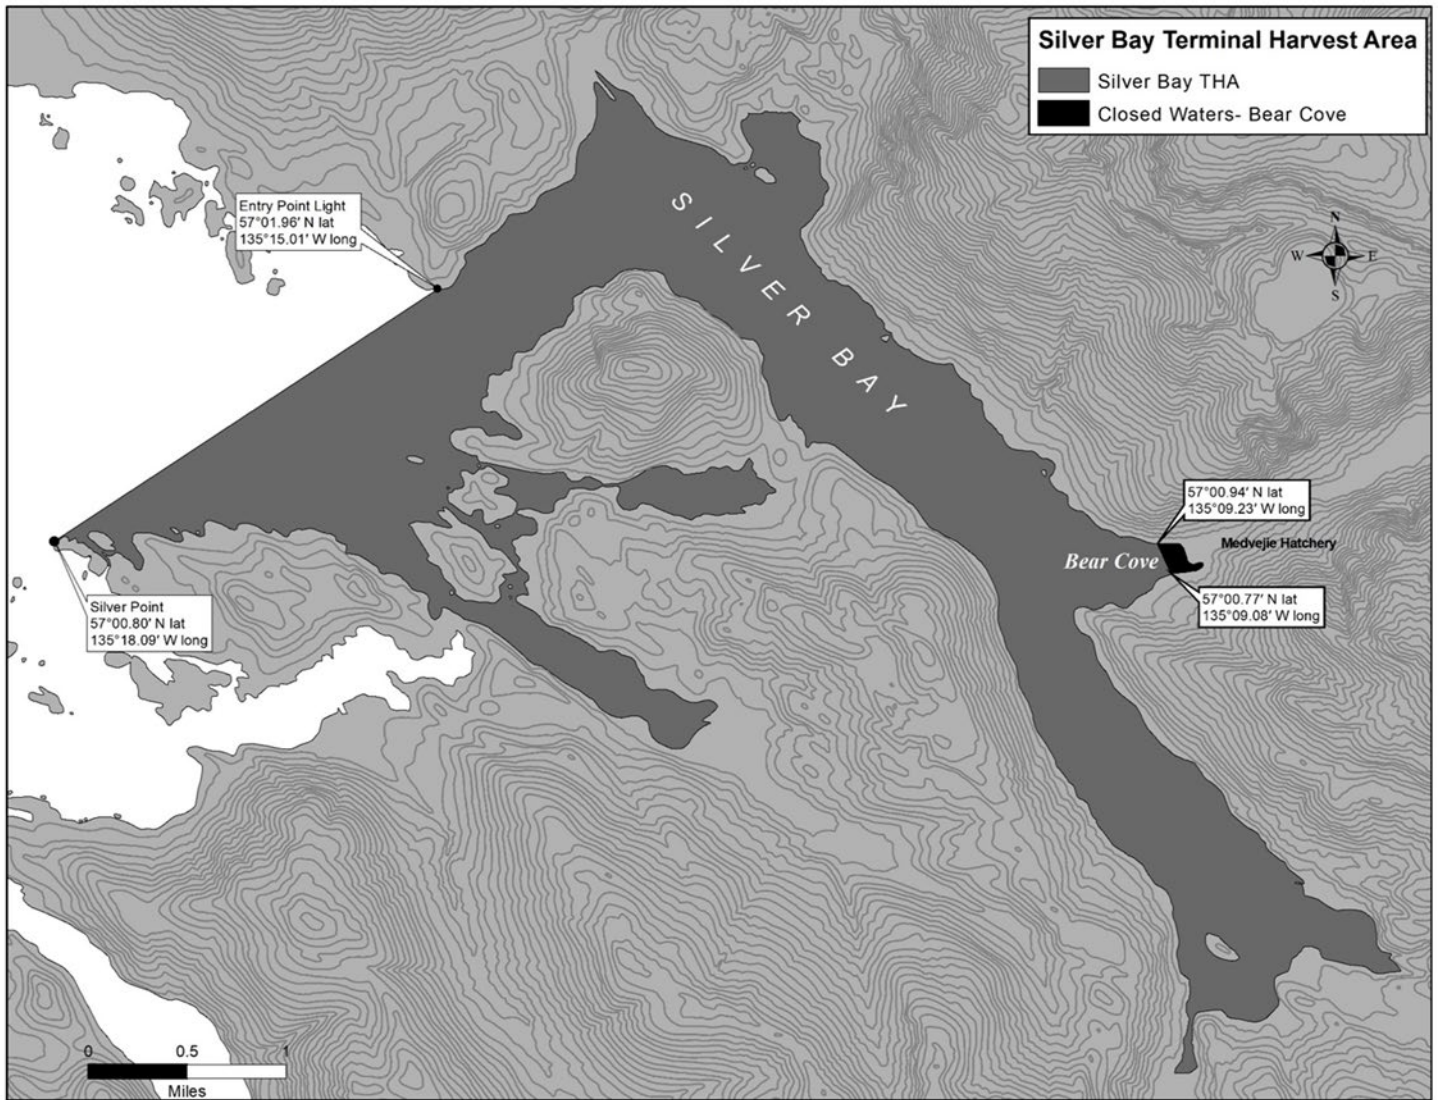 Silver Bay Terminal Harvest Area
Silver Bay THA
Closed Waters- Bear Cove
Entry Point Light
57°01.96' N lat
135°15.01' W long
SILVER BAY
N
W
E
S
57°00.94' N lat
135°09.23' W long
Medvejie Hatchery
Bear Cove
57°00.77' N lat
135°09.08' W long
Silver Point
57°00.80' N lat
135°18.09' W long
0 0.5 1
Miles